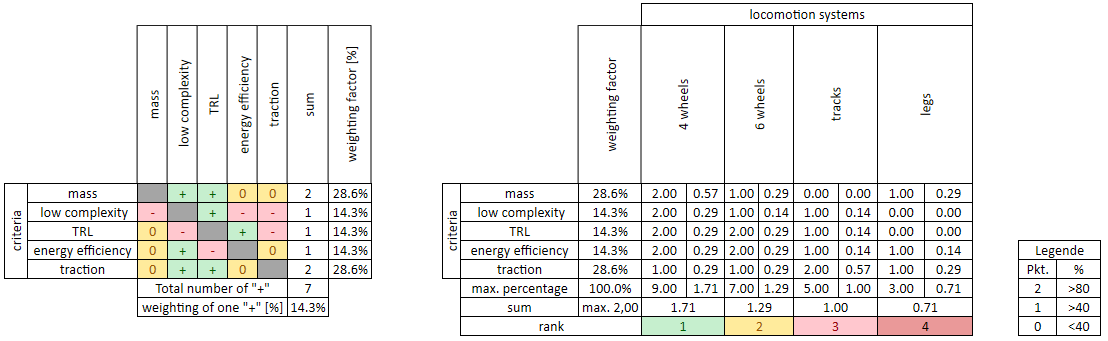 locomotion systems
mass low complexity TRL energy efficiency traction sum weighting factor [%]
weighting factor 4 wheels 6 wheels tracks legs
criteria
mass + + 0 0 2 28.6%
low complexity - + - - 1 14.3%
TRL 0 - + 1 14.3%
energy efficiency 0 + - 0 1 14.3%
traction 0 + + 0 2 28.6%
Total number of "+" 7
weighting of one "+" [%] 14.3%
criteria
mass 28.6% 2.00 0.57 1.00 0.29 0.00 0.00 1.00 0.29
low complexity 14.3% 2.00 0.29 1.00 0.14 1.00 0.14 0.00 0.00
TRL 14.3% 2.00 0.29 2.00 0.29 1.00 0.14 0.00 0.00
energy efficiency 14.3% 2.00 0.29 2.00 0.29 1.00 0.14 1.00 0.14
traction 28.6% 1.00 0.29 1.00 0.29 2.00 0.57 1.00 0.29
max. percentage 100.0% 9.00 1.71 7.00 1.29 5.00 1.00 3.00 0.71
sum max. 2,00 1.71 1.29 1.00 0.71
rank 1 2 3 4
Legende
Pkt. %
2 >80
1 >40
0 <40